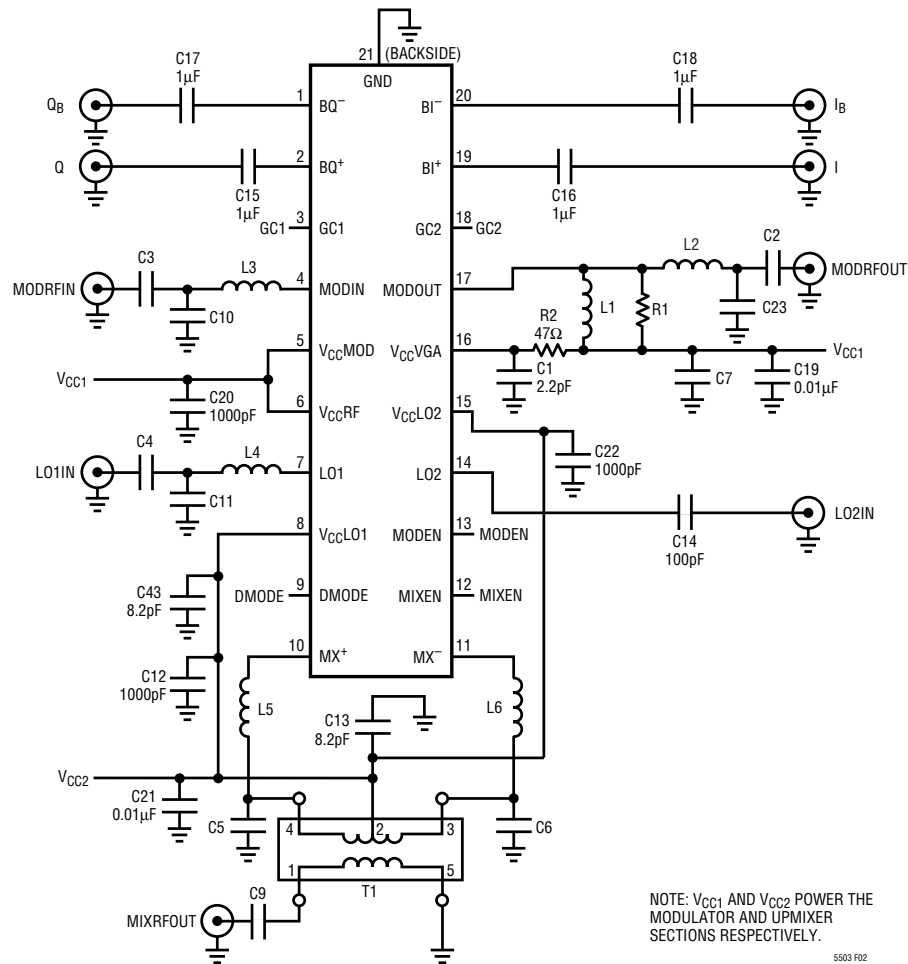 21 (BACKSIDE)
GND
C17
1µF
C18
1µF
QB
1 BQ−
BI− 20
IB
Q
2 BQ+
BI+ 19
I
C15
1µF
C16
1µF
GC1 3 GC1
GC2 18 GC2
C3
L3
L2
C2
MODRFIN
4 MODIN
MODOUT 17
MODRFOUT
C10
L1
R1
C23
R2
47Ω
5 VCCMOD
VCCVGA 16
VCC1
VCC1
C1
2.2pF
C7
C19
0.01µF
C20
1000pF
6 VCCRF
VCCLO2 15
C4
L4
C22
1000pF
LO1IN
7 LO1
LO2 14
C11
LO2IN
8 VCCLO1
MODEN 13 MODEN
C14
100pF
C43
8.2pF
DMODE 9 DMODE
MIXEN 12 MIXEN
10 MX+
MX− 11
C12
1000pF
L5
C13
8.2pF
L6
VCC2
C21
0.01µF
C5
4 2 3
C6
1 5
T1
C9
MIXRFOUT
NOTE: VCC1 AND VCC2 POWER THE
MODULATOR AND UPMIXER
SECTIONS RESPECTIVELY.
5503 F02